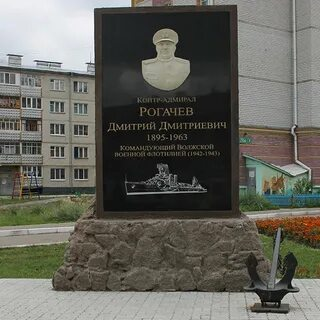 Контр-адмирал
Рогачев
Дмитрий Дмитриевич
1895-1963
Командующий Волжской
военной флотилией (1942-1943)